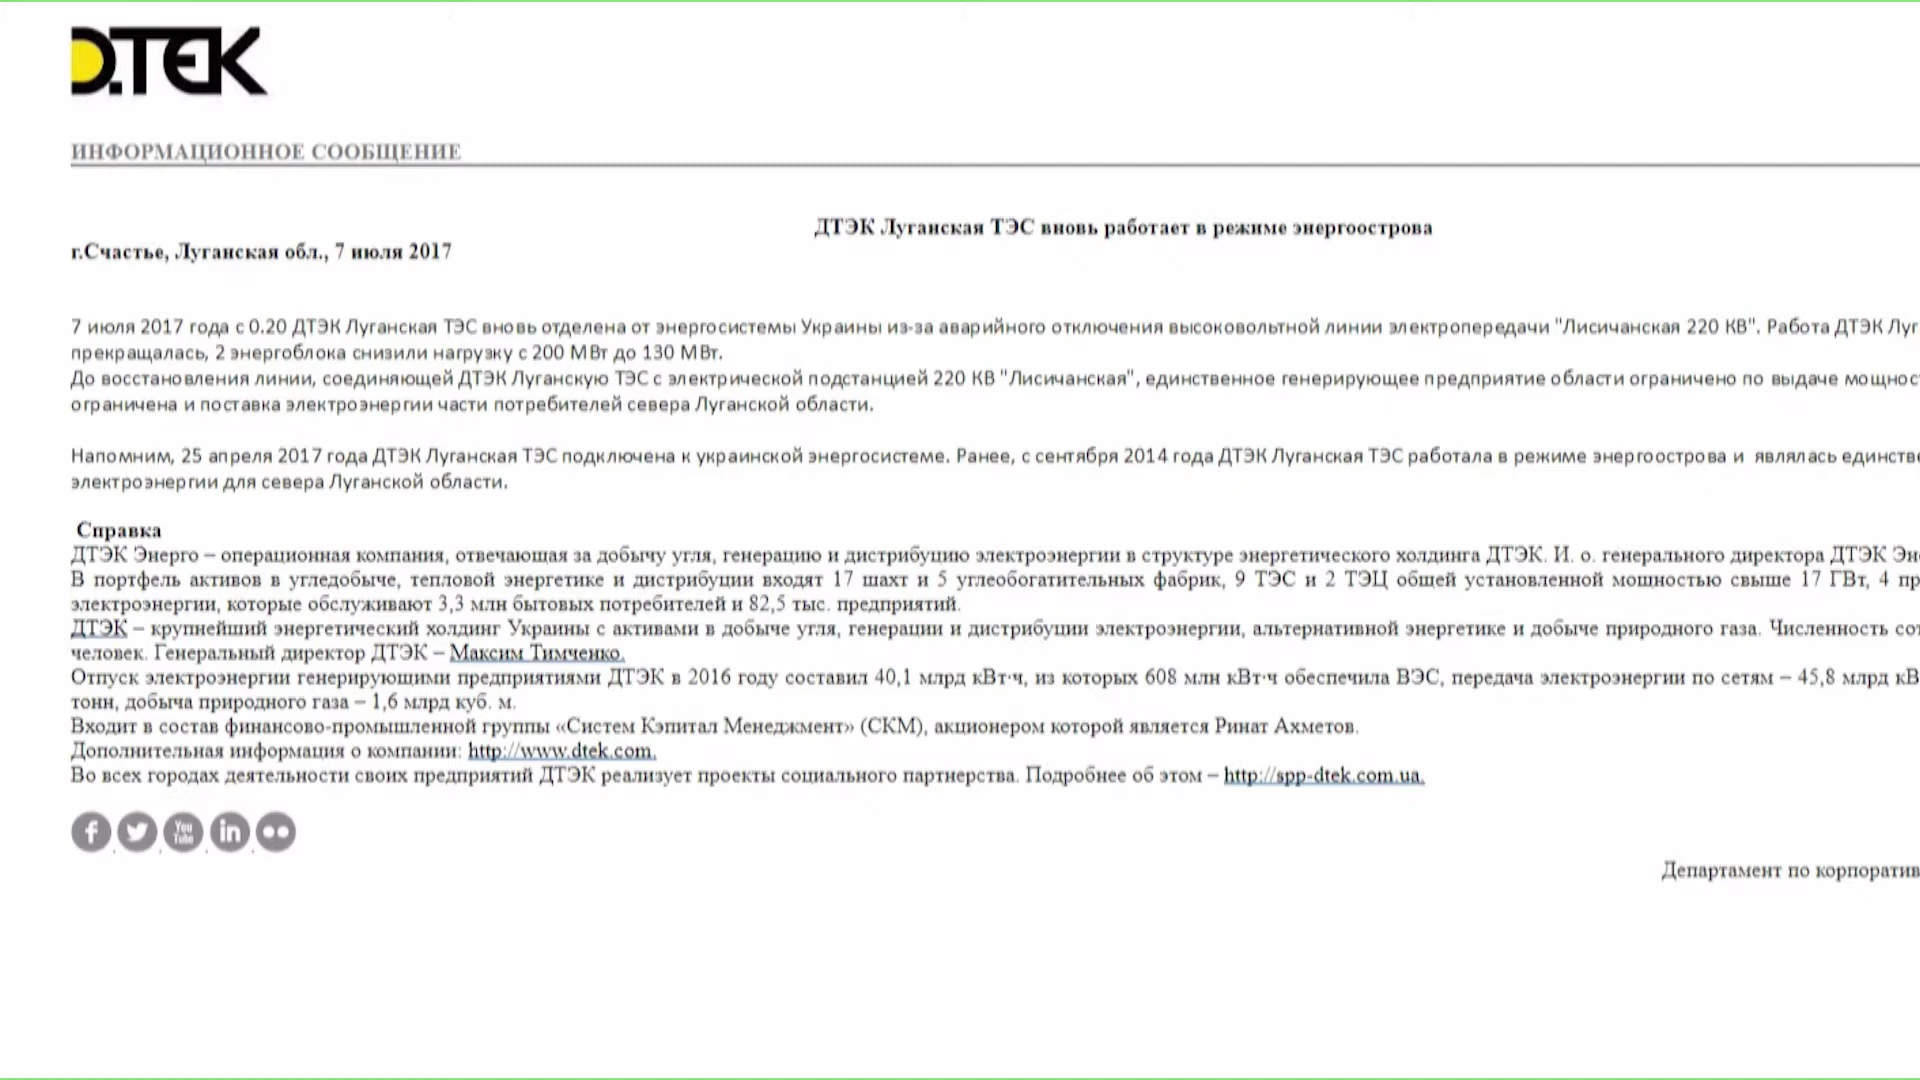 ДТЕК
ИНФОРМАЦИОННОЕ СООБЩЕНИЕ
ДТЭК Луганская ТЭС вновь работает в режиме энергоострова
г.Счастье, Луганская обл., 7 июля 2017
7 июля 2017 года с 0.20 ДТЭК Луганская ТЭС вновь отделена от энергосистемы Украины из-за аварийного отключения высоковольтной линии электропередачи "Лисичанская 220 КВ". Работа ДТЭК
прекращалась, 2 энергоблока снизили нагрузку с 200 МВт до 130 МВт.
До восстановления линии, соединяющей ДТЭК Луганскую ТЭС с электрической подстанцией 220 КВ "Лисичанская", единственное генерирующее предприятие области ограничено по выдаче
ограничена и поставка электроэнергии части потребителей севера Луганской области.
Напомним, 25 апреля 2017 года ДТЭК Луганская ТЭС подключена к украинской энергосистеме. Ранее, с сентября 2014 года ДТЭК Луганская ТЭС работала в режиме энергоострова и являлась
электроэнергии для севера Луганской области.
Справка
ДТЭК Энерго – операционная компания, отвечающая за добычу угля, генерацию и дистрибуцию электроэнергии в структуре энергетического холдинга ДТЭК. И. о. генерального директора ДТЭК
В портфель активов в угледобыче, тепловой энергетике и дистрибуции входят 17 шахт и 5 углеобогатительных фабрик, 9 ТЭС и 2 ТЭЦ общей установленной мощностью свыше 17 ГВт, 4
электроэнергии, которые обслуживают 3,3 млн бытовых потребителей и 82,5 тыс. предприятий.
ДТЭК – крупнейший энергетический холдинг Украины с активами в добыче угля, генерации и дистрибуции электроэнергии, альтернативной энергетике и добыче природного газа. Численность
человек. Генеральный директор ДТЭК – Максим Тимченко.
Отпуск электроэнергии генерирующими предприятиями ДТЭК в 2016 году составил 40,1 млрд кВт·ч, из которых 608 млн кВт·ч обеспечила ВЭС, передача электроэнергии по сетям – 45,8 млрд
тонн, добыча природного газа – 1,6 млрд куб. м.
Входит в состав финансово-промышленной группы «Систем Кэпитал Менеджмент» (СКМ), акционером которой является Ринат Ахметов.
Дополнительная информация о компании: http://www.dtek.com.
Во всех городах деятельности своих предприятий ДТЭК реализует проекты социального партнерства. Подробнее об этом – http://spp-dtek.com.ua.
f You Tube in
Департамент по